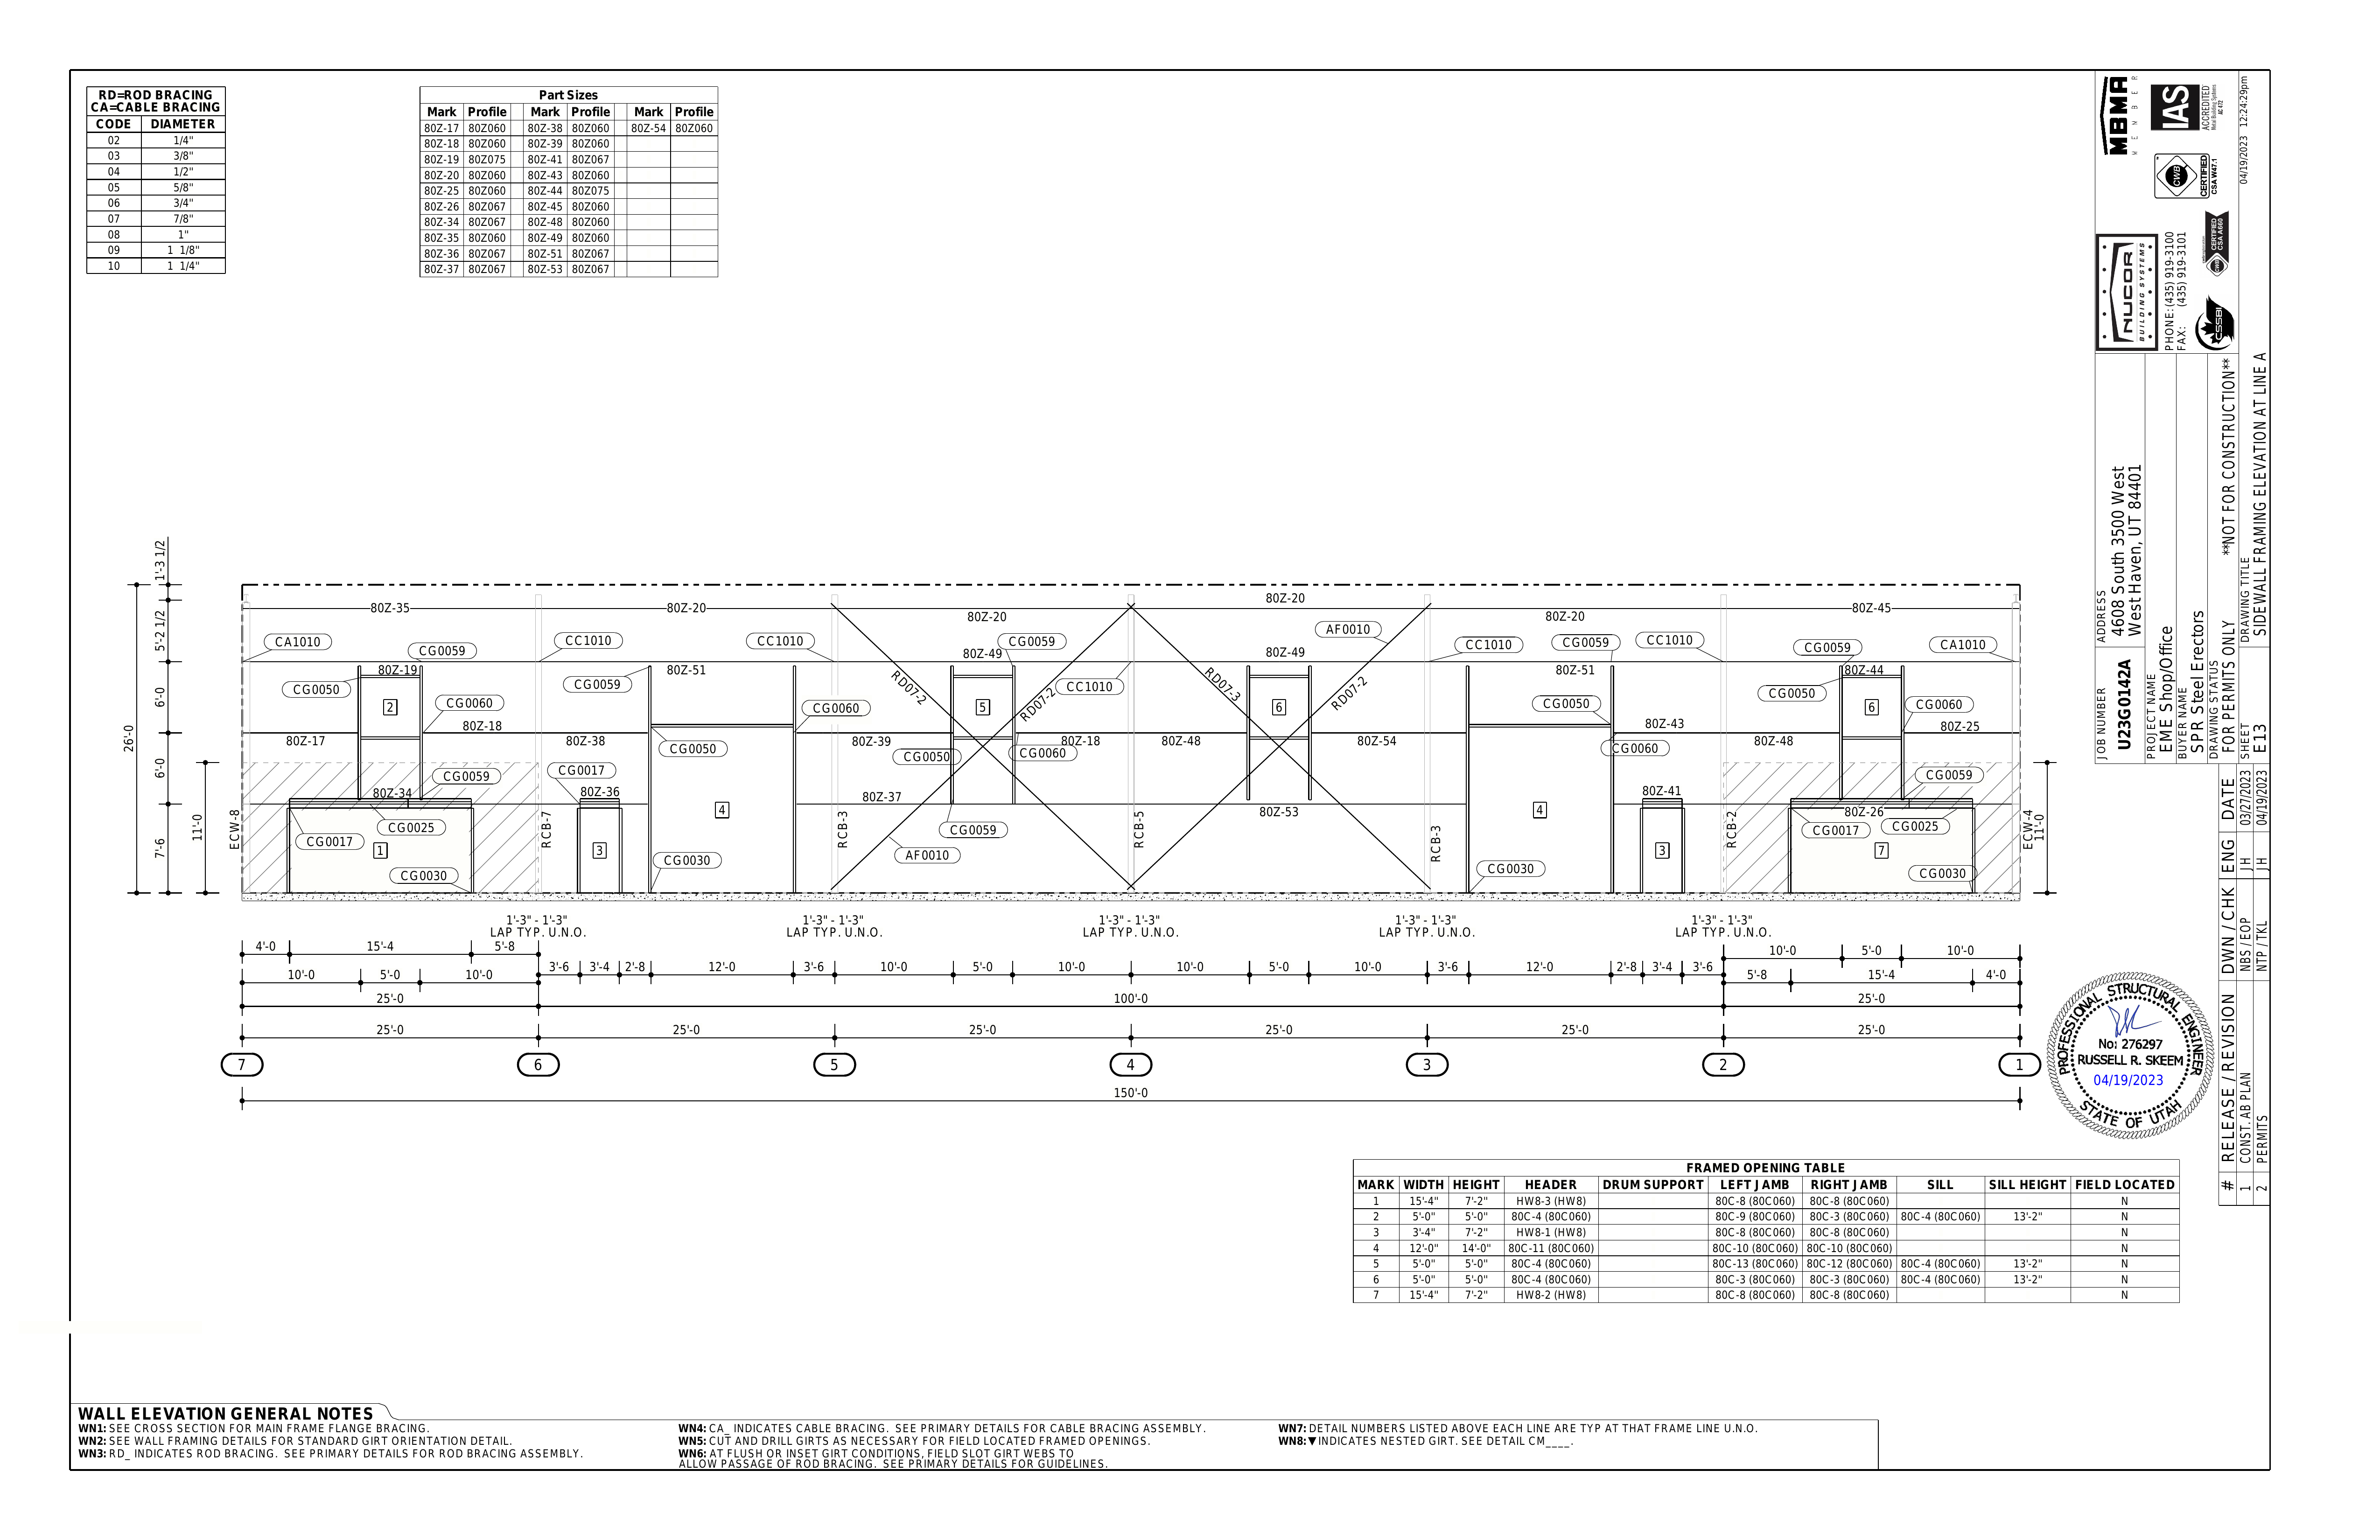 RD=ROD BRACING
CA=CABLE BRACING
CODE DIAMETER
02 1/4"
03 3/8"
04 1/2"
05 5/8"
06 3/4"
07 7/8"
08 1"
09 1 1/8"
10 1 1/4"
Part Sizes
Mark Profile Mark Profile Mark Profile
80Z-17 80Z060 80Z-38 80Z060 80Z-54 80Z060
80Z-18 80Z060 80Z-39 80Z060
80Z-19 80Z075 80Z-41 80Z067
80Z-20 80Z060 80Z-43 80Z060
80Z-25 80Z060 80Z-44 80Z075
80Z-26 80Z067 80Z-45 80Z060
80Z-34 80Z067 80Z-48 80Z060
80Z-35 80Z060 80Z-49 80Z060
80Z-36 80Z067 80Z-51 80Z067
80Z-37 80Z067 80Z-53 80Z067
26'-0
1'-3 1/2
5'-2 1/2
6'-0
6'-0
7'-6
11'-0
80Z-35 80Z-20 80Z-20 80Z-20 80Z-20 80Z-45
CA1010 CG0059 CC1010 CC1010 CG0059 AF0010 CC1010 CG0059 CC1010 CG0059 CA1010
80Z-19 80Z-51 80Z-49 80Z-49 80Z-51 80Z-44
CG0050 CG0059 RD07-2 RD07-2 CC1010 RD07-3 RD07-2 CG0050 CG0050
2 5 6 6
CG0060 CG0060 CG0060
80Z-18 80Z-43 80Z-25
80Z-17 80Z-38 80Z-39 80Z-18 80Z-48 80Z-54 80Z-48
CG0050 CG0050 CG0060 CG0060
CG0059 CG0017 CG0059
80Z-34 80Z-36 80Z-37 80Z-41
4 4 80Z-53 80Z-26
ECW-8 CG0025 RCB-7 RCB-3 CG0059 RCB-5 RCB-3 RCB-2 CG0017 CG0025 ECW-4
11'-0
CG0017 1 3 AF0010 3 7
CG0030 CG0030 CG0030 CG0030
1'-3" - 1'-3" 1'-3" - 1'-3" 1'-3" - 1'-3" 1'-3" - 1'-3" 1'-3" - 1'-3"
LAP TYP. U.N.O. LAP TYP. U.N.O. LAP TYP. U.N.O. LAP TYP. U.N.O. LAP TYP. U.N.O.
4'-0 15'-4 5'-8 10'-0 5'-0 10'-0
10'-0 5'-0 10'-0 3'-6 3'-4 2'-8 12'-0 3'-6 10'-0 5'-0 10'-0 10'-0 5'-0 10'-0 3'-6 12'-0 2'-8 3'-4 3'-6 5'-8 15'-4 4'-0
25'-0 100'-0 25'-0
25'-0 25'-0 25'-0 25'-0 25'-0 25'-0
7 6 5 4 3 2 1
150'-0
FRAMED OPENING TABLE
MARK WIDTH HEIGHT HEADER DRUM SUPPORT LEFT JAMB RIGHT JAMB SILL SILL HEIGHT FIELD LOCATED
1 15'-4" 7'-2" HW8-3 (HW8) 80C-8 (80C060) 80C-8 (80C060) N
2 5'-0" 5'-0" 80C-4 (80C060) 80C-9 (80C060) 80C-3 (80C060) 80C-4 (80C060) 13'-2" N
3 3'-4" 7'-2" HW8-1 (HW8) 80C-8 (80C060) 80C-8 (80C060) N
4 12'-0" 14'-0" 80C-11 (80C060) 80C-10 (80C060) 80C-10 (80C060) N
5 5'-0" 5'-0" 80C-4 (80C060) 80C-13 (80C060) 80C-12 (80C060) 80C-4 (80C060) 13'-2" N
6 5'-0" 5'-0" 80C-4 (80C060) 80C-3 (80C060) 80C-3 (80C060) 80C-4 (80C060) 13'-2" N
7 15'-4" 7'-2" HW8-2 (HW8) 80C-8 (80C060) 80C-8 (80C060) N
WALL ELEVATION GENERAL NOTES
WN1: SEE CROSS SECTION FOR MAIN FRAME FLANGE BRACING.
WN2: SEE WALL FRAMING DETAILS FOR STANDARD GIRT ORIENTATION DETAIL.
WN3: RD_ INDICATES ROD BRACING. SEE PRIMARY DETAILS FOR ROD BRACING ASSEMBLY.
WN4: CA_ INDICATES CABLE BRACING. SEE PRIMARY DETAILS FOR CABLE BRACING ASSEMBLY.
WN5: CUT AND DRILL GIRTS AS NECESSARY FOR FIELD LOCATED FRAMED OPENINGS.
WN6: AT FLUSH OR INSET GIRT CONDITIONS, FIELD SLOT GIRT WEBS TO
ALLOW PASSAGE OF ROD BRACING. SEE PRIMARY DETAILS FOR GUIDELINES.
WN7: DETAIL NUMBERS LISTED ABOVE EACH LINE ARE TYP AT THAT FRAME LINE U.N.O.
WN8: ▼ INDICATES NESTED GIRT. SEE DETAIL CM____.
MBMA
MEMBER
IAS
ACCREDITED
Metal Building Systems
AC 472
CWB
CERTIFIED
CSA W47.1
NUCOR
BUILDING SYSTEMS
PHONE: (435) 919-3100
FAX: (435) 919-3101
CWB CERTIFIED
CSA A660
CSSBI
04/19/2023 12:24:29pm
JOB NUMBER
U23G0142A
ADDRESS
4608 South 3500 West
West Haven, UT 84401
PROJECT NAME
EME Shop/Office
BUYER NAME
SPR Steel Erectors
DRAWING STATUS
FOR PERMITS ONLY **NOT FOR CONSTRUCTION**
SHEET
E13
DRAWING TITLE
SIDEWALL FRAMING ELEVATION AT LINE A
# RELEASE / REVISION DWN / CHK ENG DATE
1 CONST. AB PLAN NBS / EOP JH 03/27/2023
2 PERMITS NTP / TKL JH 04/19/2023
PROFESSIONAL STRUCTURAL ENGINEER
No: 276297
RUSSELL R. SKEEM
04/19/2023
STATE OF UTAH